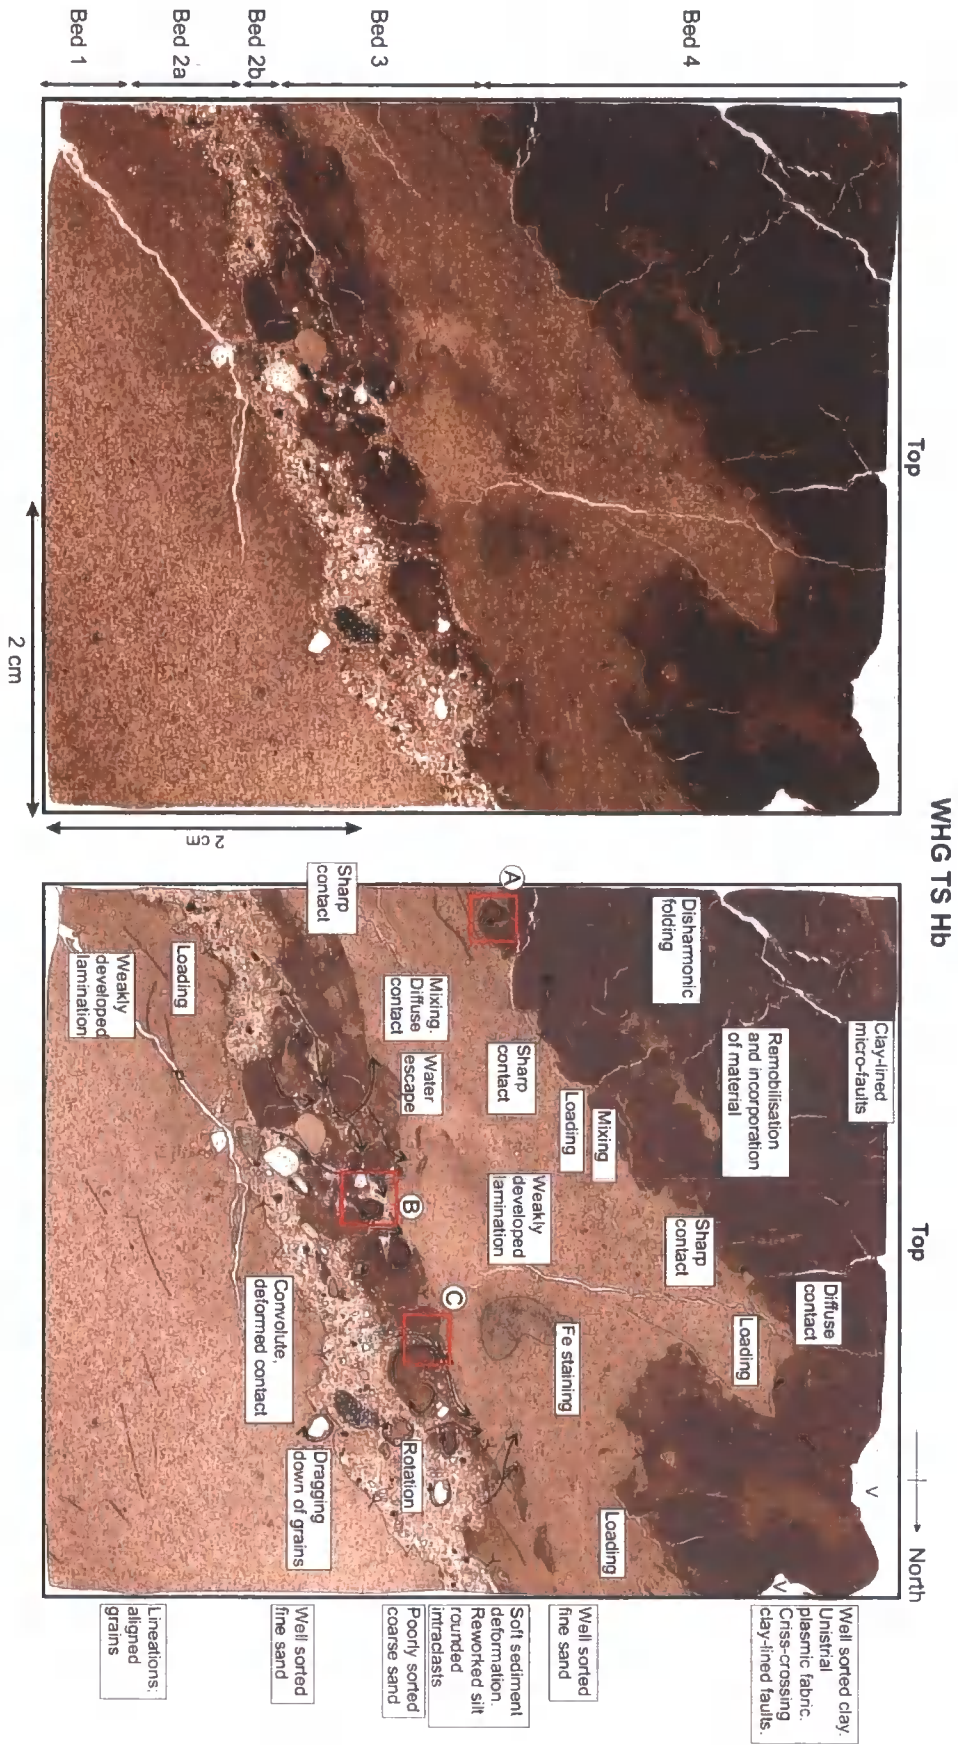 WHG TS Hb
Top
Bed 4
Bed 3
Bed 2b
Bed 2a
Bed 1
2 cm
2 cm
Top
North
A
Disharmonic
folding
Clay-lined
micro-faults
Remobilisation
and incorporation
of material
Sharp
contact
Mixing.
Diffuse
contact
Water
escape
Sharp
contact
Loading
Mixing
Weakly
developed
lamination
Sharp
contact
Diffuse
contact
Loading
Loading
Weakly
developed
lamination
B
C
Fe staining
Convolute,
deformed contact
Rotation
Dragging
down of grains
Loading
V
V
Well sorted clay.
Unistrial
plasmic fabric.
Criss-crossing
clay-lined faults.
Well sorted
fine sand
Soft sediment
deformation.
Reworked silt
rounded
intraclasts
Poorly sorted
coarse sand
Well sorted
fine sand
Lineations;
aligned
grains